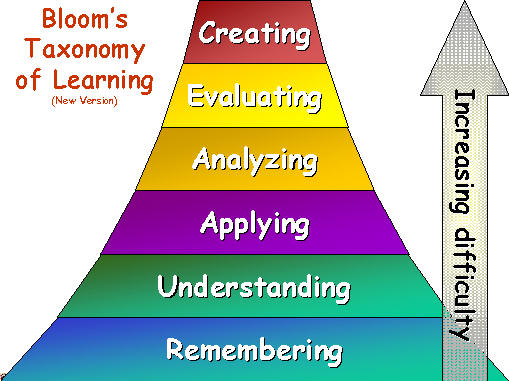 Bloom's
Taxonomy
of Learning
(New Version)
Creating
Evaluating
Analyzing
Applying
Understanding
Remembering
Increasing difficulty